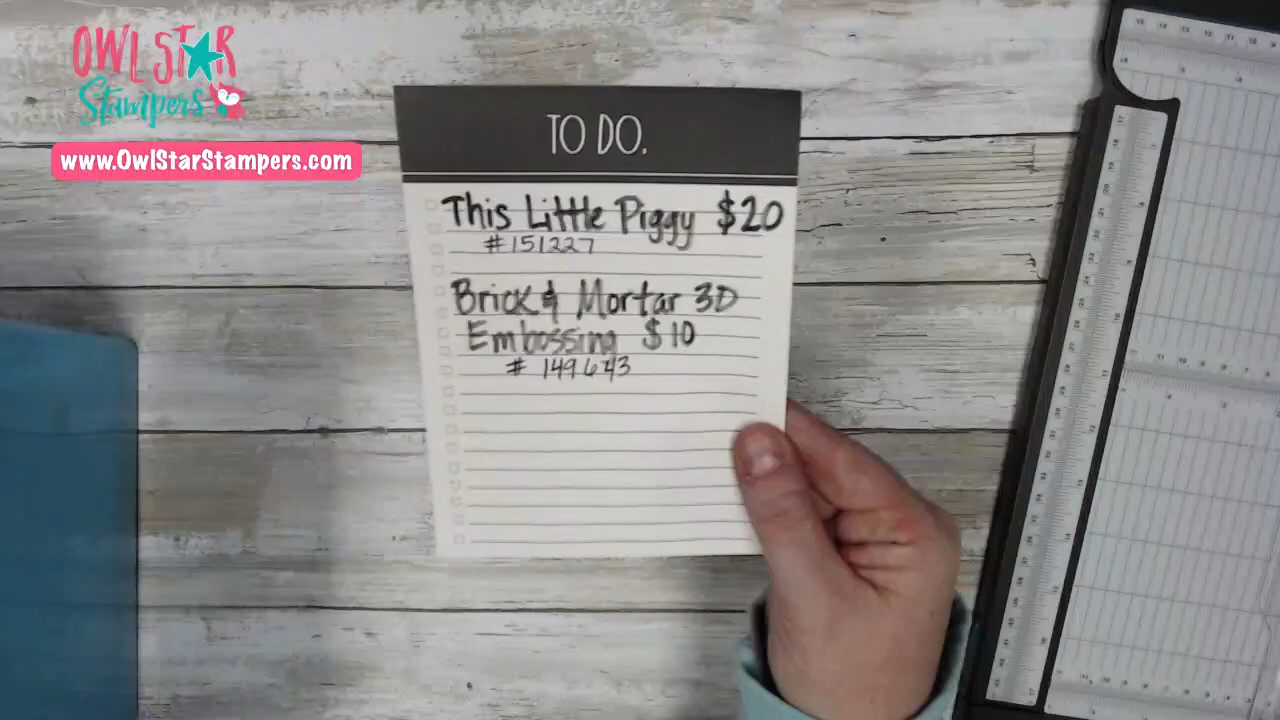 OWL STAR
Stampers
www.OwlStarStampers.com
TO DO.
This Little Piggy $20
#151227
Brick & Mortar 3D
Embossing $10
# 149643